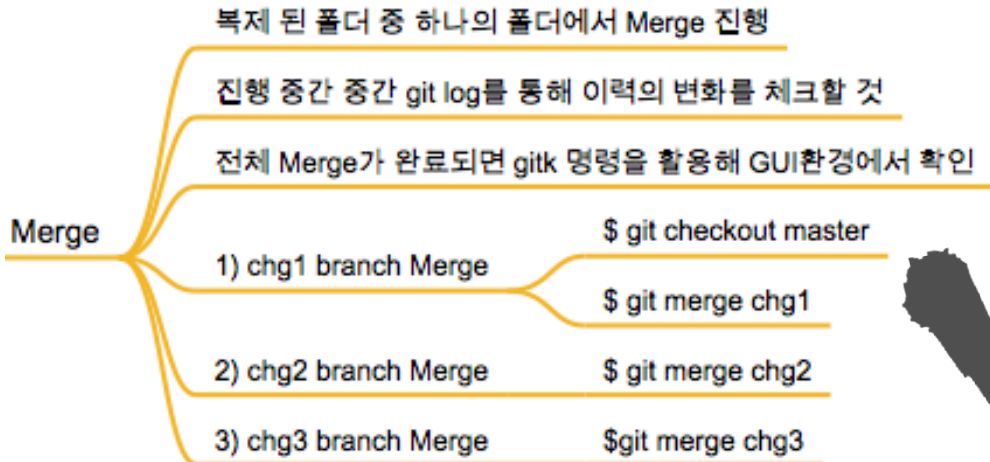 복제 된 폴더 중 하나의 폴더에서 Merge 진행
진행 중간 중간 git log를 통해 이력의 변화를 체크할 것
전체 Merge가 완료되면 gitk 명령을 활용해 GUI환경에서 확인
Merge
1) chg1 branch Merge
$ git checkout master
$ git merge chg1
2) chg2 branch Merge
$ git merge chg2
3) chg3 branch Merge
$git merge chg3